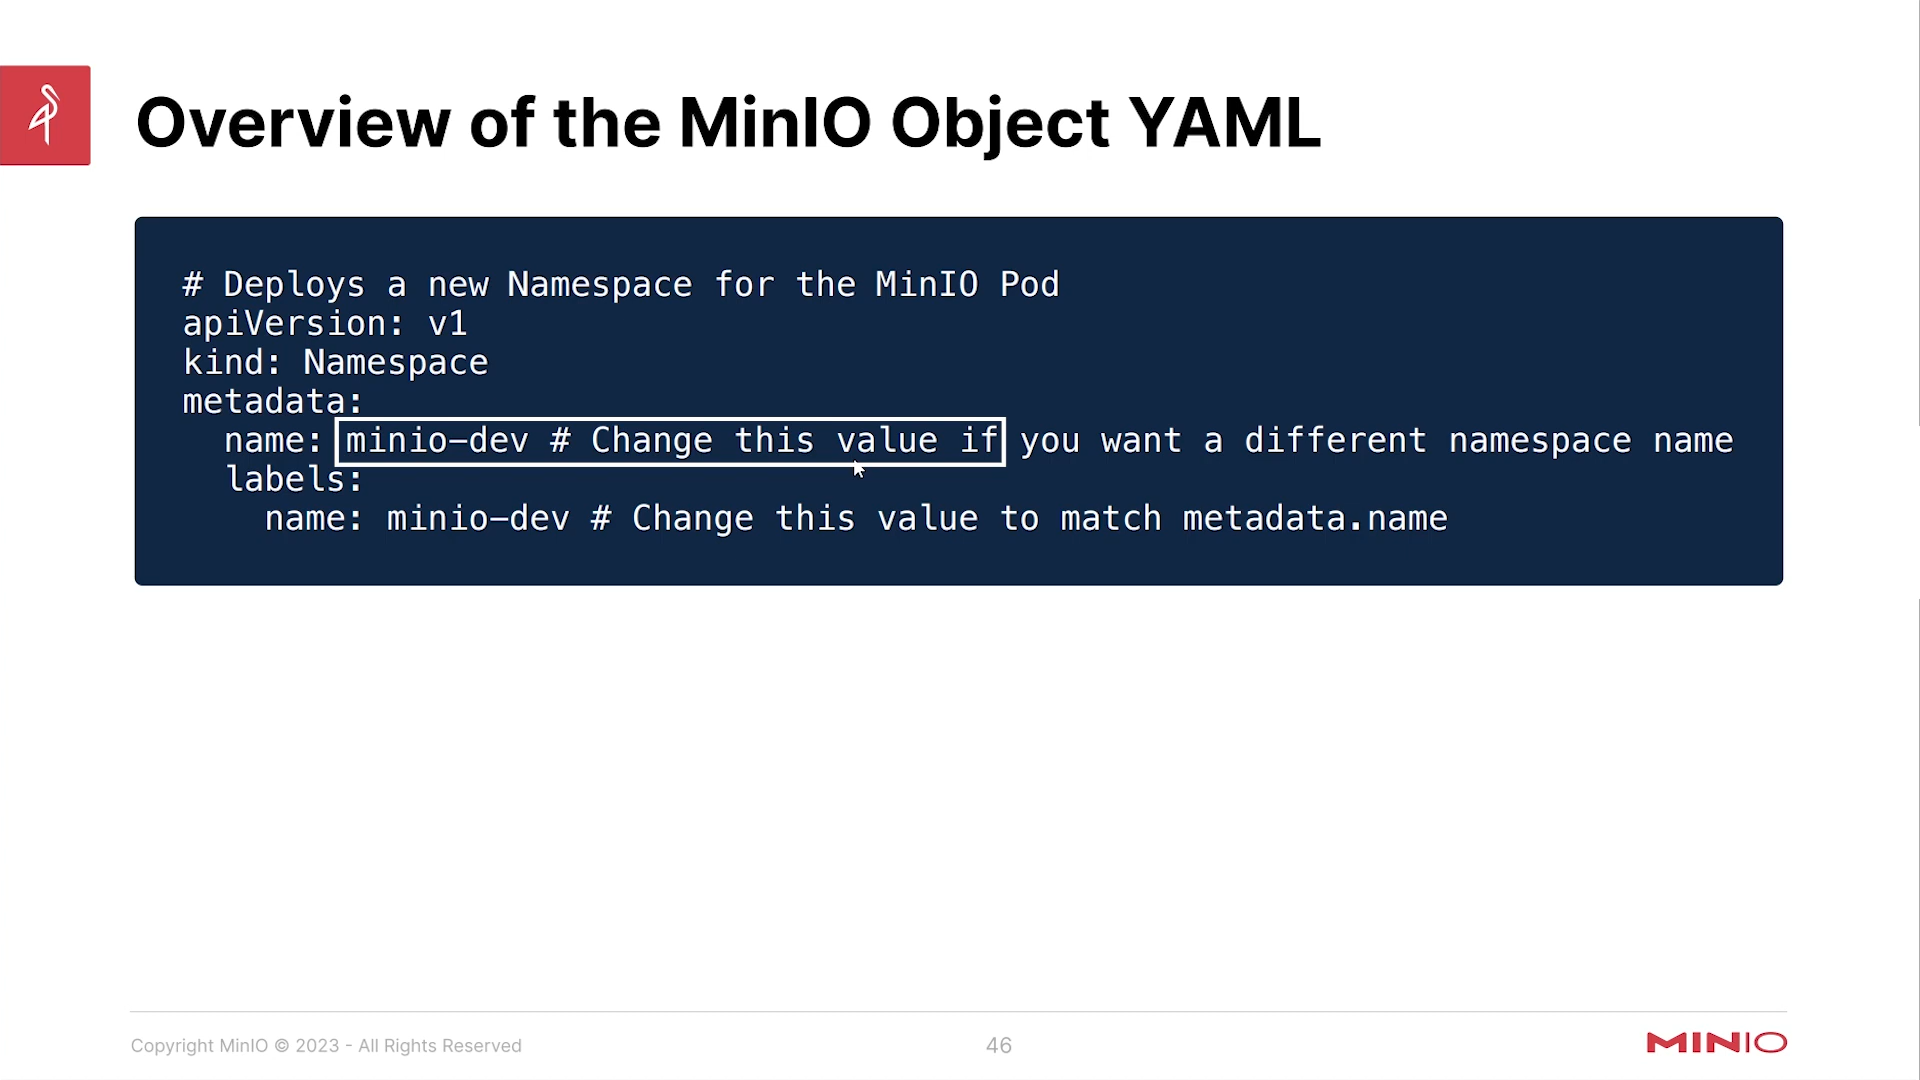 Overview of the MinIO Object YAML
# Deploys a new Namespace for the MinIO Pod
apiVersion: v1
kind: Namespace
metadata:
  name: minio-dev # Change this value if you want a different namespace name
  labels:
    name: minio-dev # Change this value to match metadata.name
Copyright MinIO © 2023 - All Rights Reserved
46
MINIO